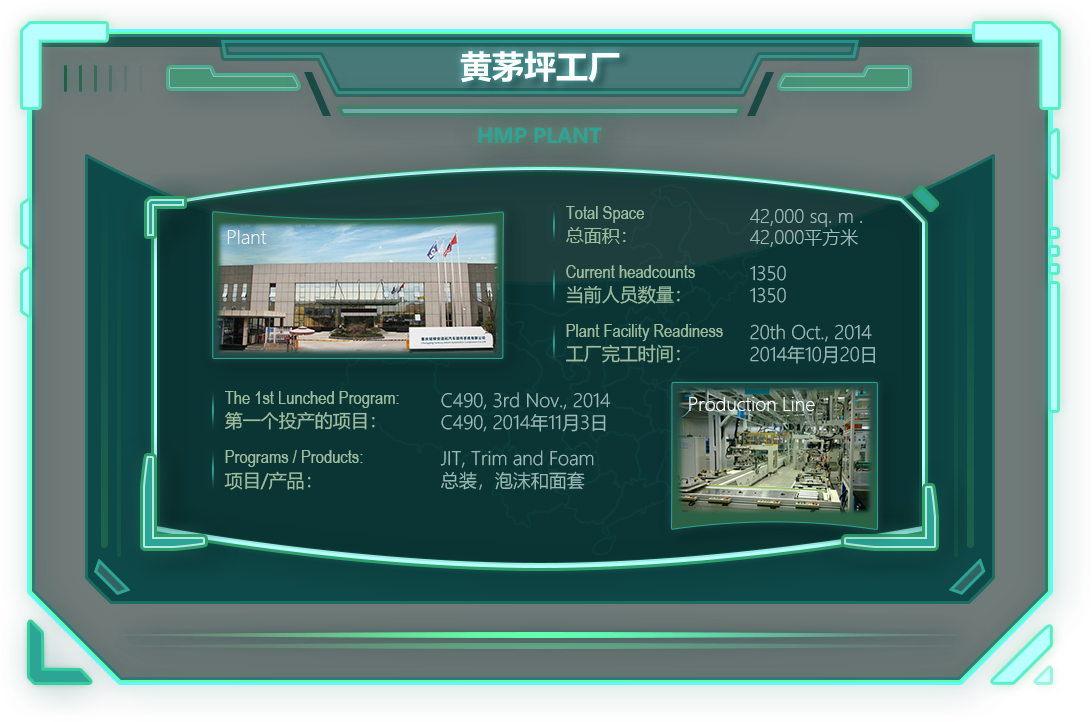 黄茅坪工厂
HMP PLANT
Plant
Total Space 42,000 sq. m .
总面积： 42,000平方米
Current headcounts 1350
当前人员数量： 1350
Plant Facility Readiness 20th Oct., 2014
工厂完工时间： 2014年10月20日
The 1st Lunched Program: C490, 3rd Nov., 2014
第一个投产的项目： C490, 2014年11月3日
Programs / Products: JIT, Trim and Foam
项目/产品： 总装，泡沫和面套
Production Line